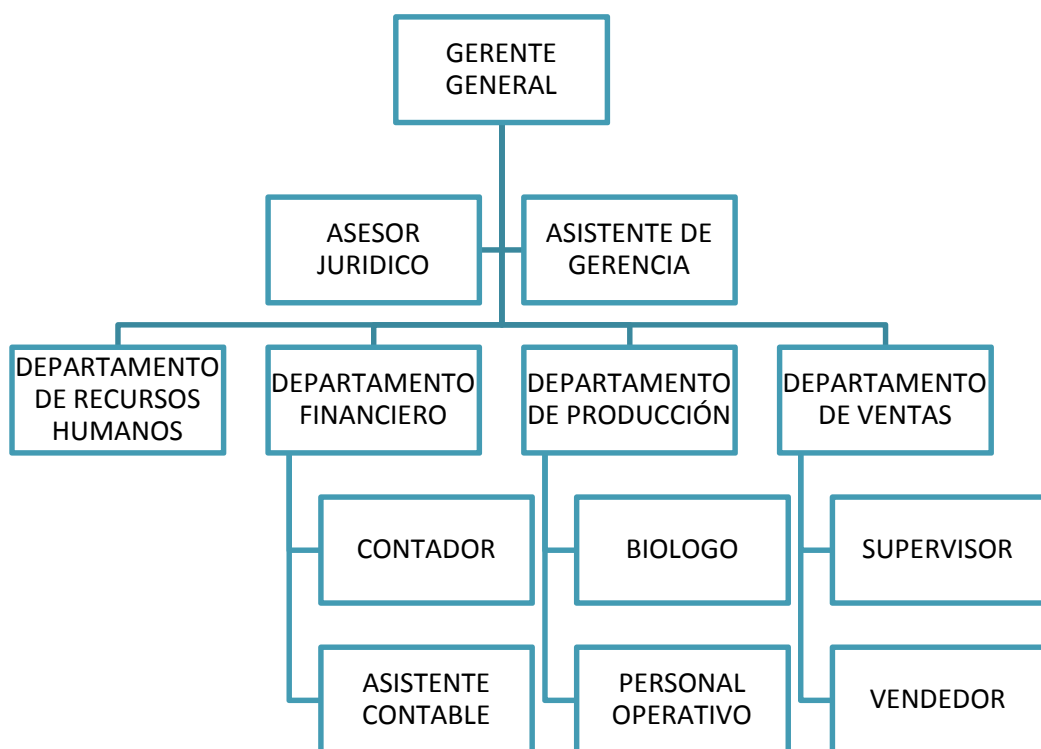 GERENTE
GENERAL
ASESOR
JURIDICO
ASISTENTE DE
GERENCIA
DEPARTAMENTO
DE RECURSOS
HUMANOS
DEPARTAMENTO
FINANCIERO
DEPARTAMENTO
DE PRODUCCIÓN
DEPARTAMENTO
DE VENTAS
CONTADOR
BIOLOGO
SUPERVISOR
ASISTENTE
CONTABLE
PERSONAL
OPERATIVO
VENDEDOR